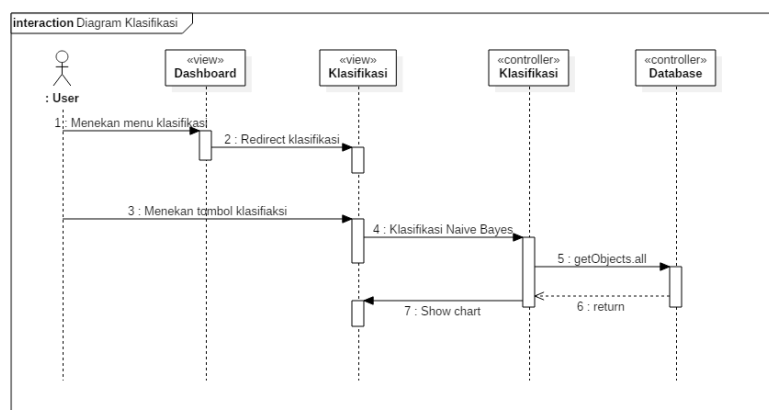 interaction Diagram Klasifikasi
«view»
Dashboard
«view»
Klasifikasi
«controller»
Klasifikasi
«controller»
Database
: User
1 : Menekan menu klasifikasi
2 : Redirect klasifikasi
3 : Menekan tombol klasifiaksi
4 : Klasifikasi Naive Bayes
5 : getObjects.all
6 : return
7 : Show chart